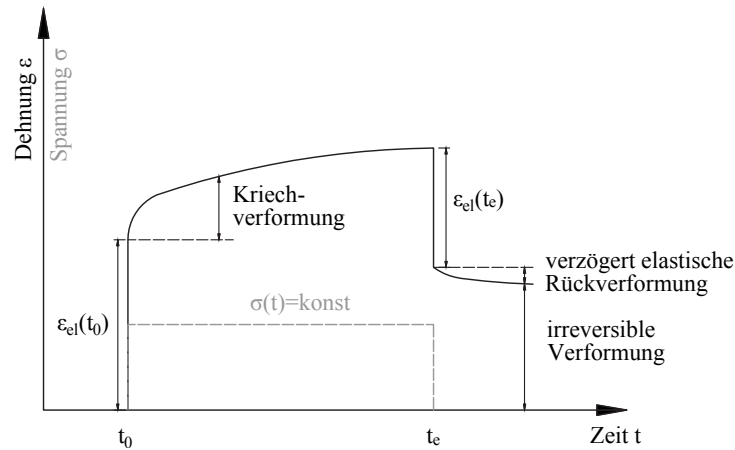 Dehnung ε
Spannung σ
Kriech-
verformung
εel(te)
verzögert elastische
Rückverformung
εel(t0)
σ(t)=konst
irreversible
Verformung
t0
te
Zeit t